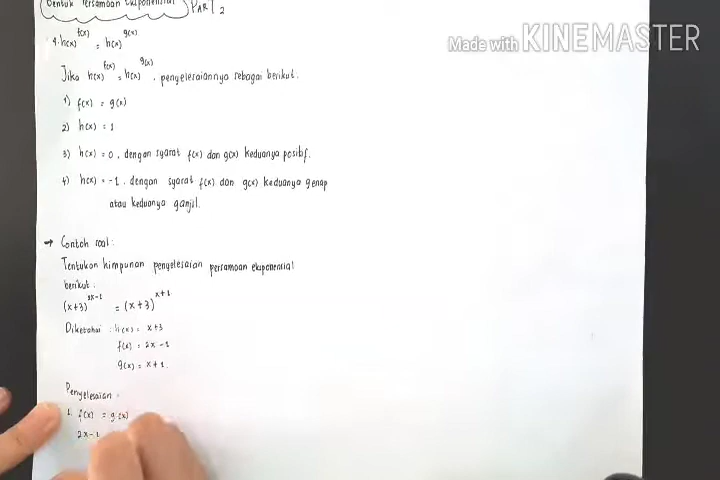 Bentuk Persamaan Eksponensial PART 2
Made with KINEMASTER
4. h(x)^f(x) = h(x)^g(x)
Jika h(x)^f(x) = h(x)^g(x), penyelesaiannya sebagai berikut.
1) f(x) = g(x)
2) h(x) = 1
3) h(x) = 0, dengan syarat f(x) dan g(x) keduanya positif.
4) h(x) = -1, dengan syarat f(x) dan g(x) keduanya genap
atau keduanya ganjil.
→ Contoh soal:
Tentukan himpunan penyelesaian persamaan eksponensial
berikut:
(x+3)^2x-1 = (x+3)^x+1
Diketahui : h(x) = x+3
f(x) = 2x-1
g(x) = x+1.
Penyelesaian :
1. f(x) = g(x)
2x-1